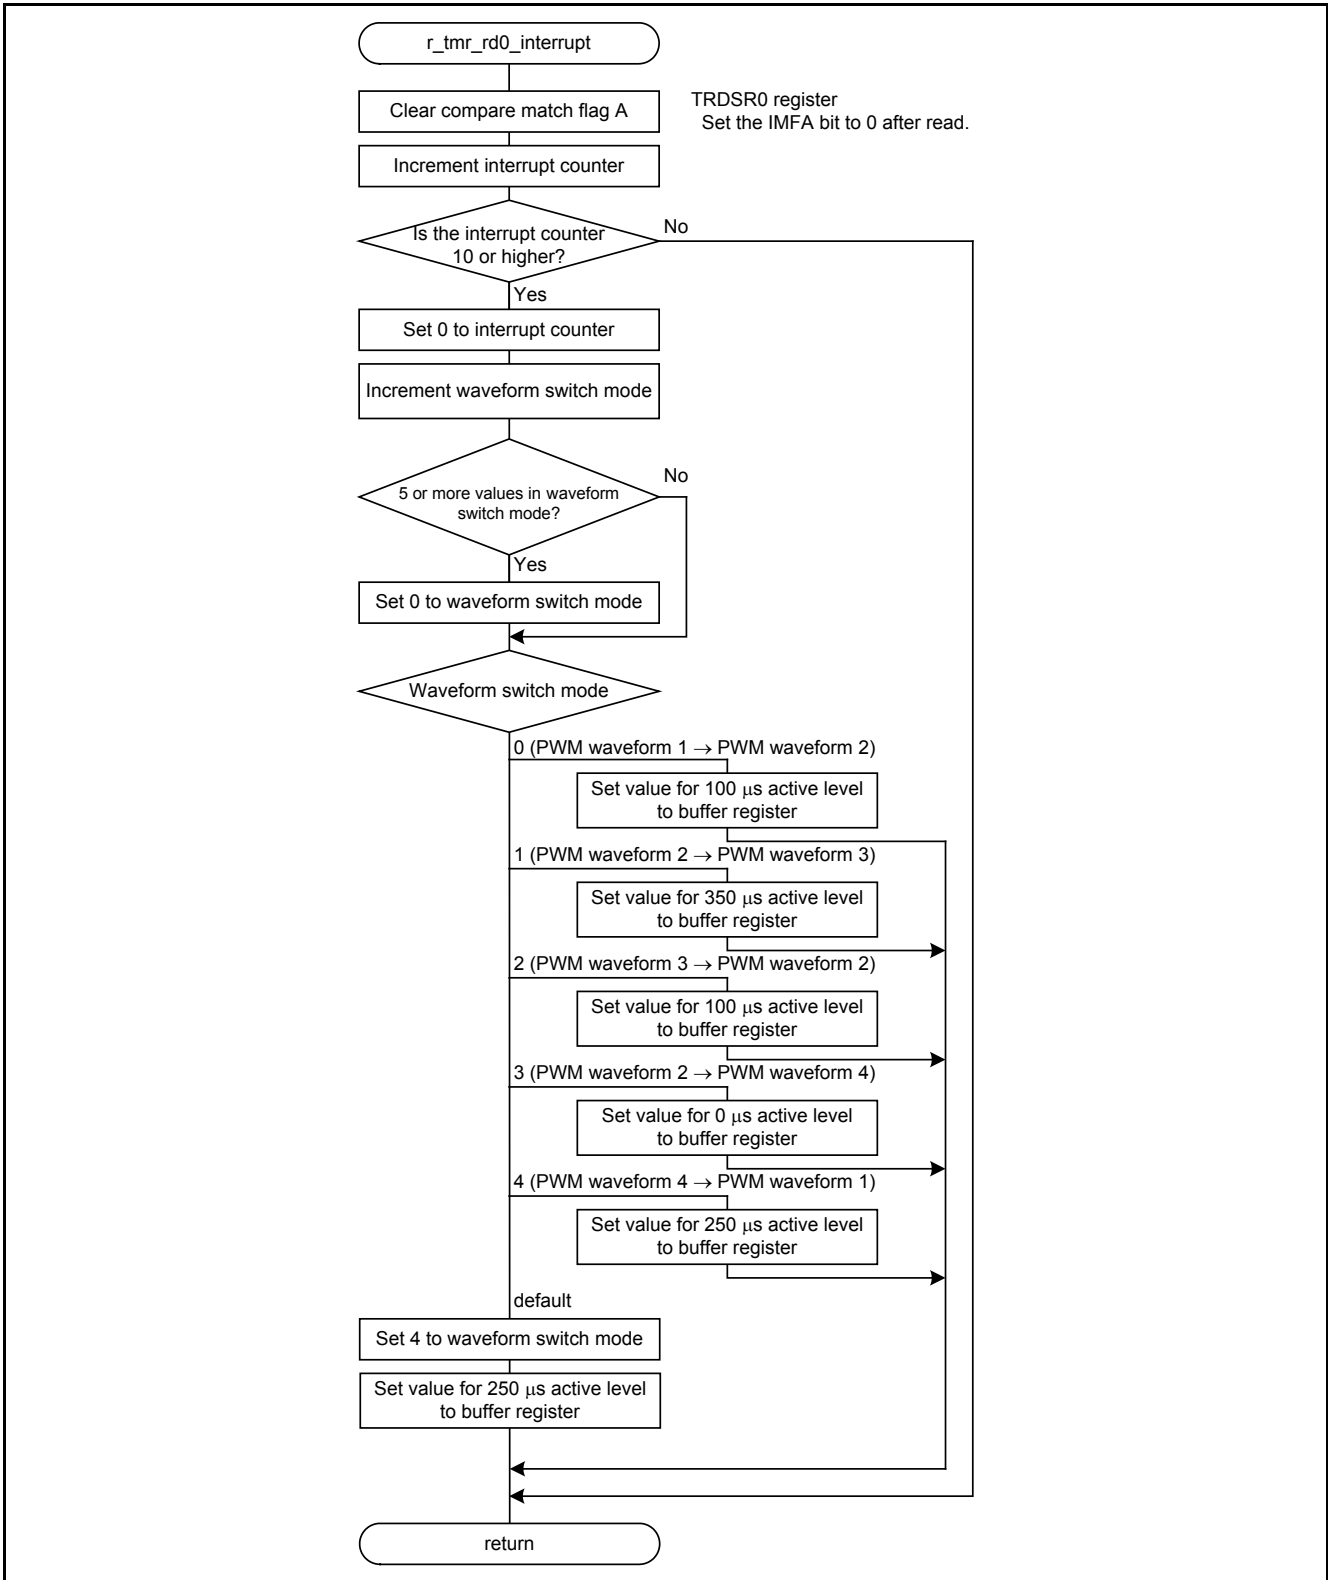 r_tmr_rd0_interrupt
Clear compare match flag A
TRDSR0 register
Set the IMFA bit to 0 after read.
Increment interrupt counter
Is the interrupt counter
10 or higher?
No
Yes
Set 0 to interrupt counter
Increment waveform switch mode
5 or more values in waveform
switch mode?
No
Yes
Set 0 to waveform switch mode
Waveform switch mode
0 (PWM waveform 1 → PWM waveform 2)
Set value for 100 μs active level
to buffer register
1 (PWM waveform 2 → PWM waveform 3)
Set value for 350 μs active level
to buffer register
2 (PWM waveform 3 → PWM waveform 2)
Set value for 100 μs active level
to buffer register
3 (PWM waveform 2 → PWM waveform 4)
Set value for 0 μs active level
to buffer register
4 (PWM waveform 4 → PWM waveform 1)
Set value for 250 μs active level
to buffer register
default
Set 4 to waveform switch mode
Set value for 250 μs active level
to buffer register
return